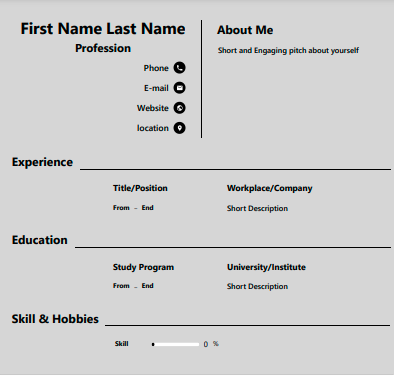 First Name Last Name
Profession
Phone
E-mail
Website
location
About Me
Short and Engaging pitch about yourself
Experience
Title/Position Workplace/Company
From - End Short Description
Education
Study Program University/Institute
From - End Short Description
Skill & Hobbies
Skill 0 %